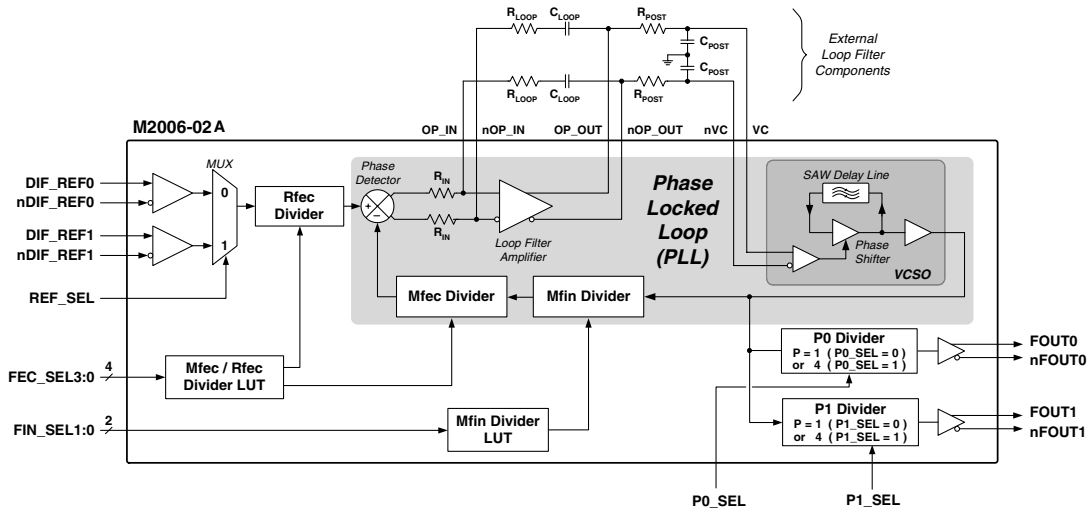 RLOOP CLOOP RPOST
CPOST
CPOST
RLOOP CLOOP RPOST
External
Loop Filter
Components
M2006-02A
OP_IN nOP_IN OP_OUT nOP_OUT nVC VC
MUX
DIF_REF0
nDIF_REF0
0
DIF_REF1
nDIF_REF1
1
REF_SEL
Rfec
Divider
Phase
Detector
+
−
RIN
RIN
Loop Filter
Amplifier
Phase
Locked
Loop
(PLL)
SAW Delay Line
Phase
Shifter
VCSO
Mfec Divider
Mfin Divider
FEC_SEL3:0
4
Mfec / Rfec
Divider LUT
FIN_SEL1:0
2
Mfin Divider
LUT
P0 Divider
P = 1 ( P0_SEL = 0 )
or 4 ( P0_SEL = 1 )
FOUT0
nFOUT0
P1 Divider
P = 1 ( P1_SEL = 0 )
or 4 ( P1_SEL = 1 )
FOUT1
nFOUT1
P0_SEL
P1_SEL